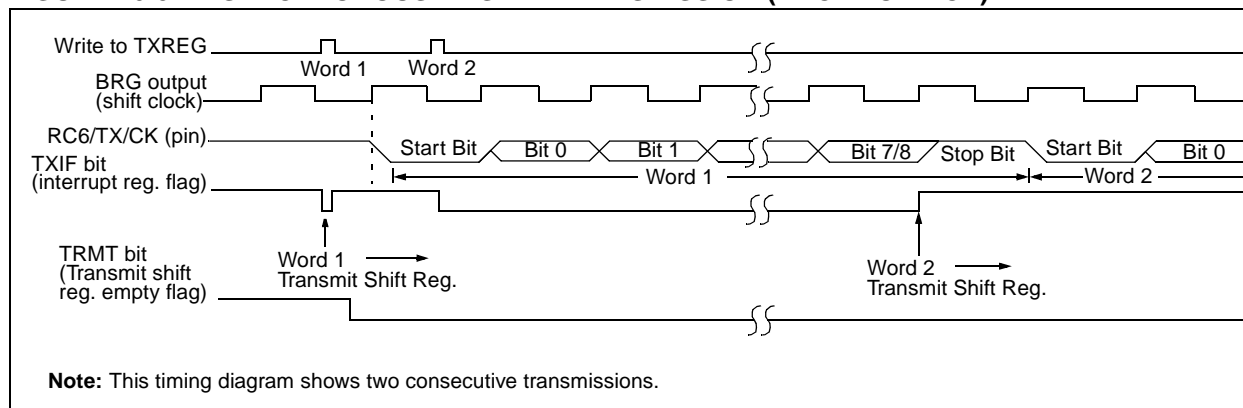 Write to TXREG
Word 1 Word 2
BRG output
(shift clock)
RC6/TX/CK (pin)
Start Bit Bit 0 Bit 1 Bit 7/8 Stop Bit Start Bit Bit 0
TXIF bit
(interrupt reg. flag)
Word 1 Word 2
TRMT bit
(Transmit shift
reg. empty flag)
Word 1
Transmit Shift Reg.
Word 2
Transmit Shift Reg.
Note: This timing diagram shows two consecutive transmissions.